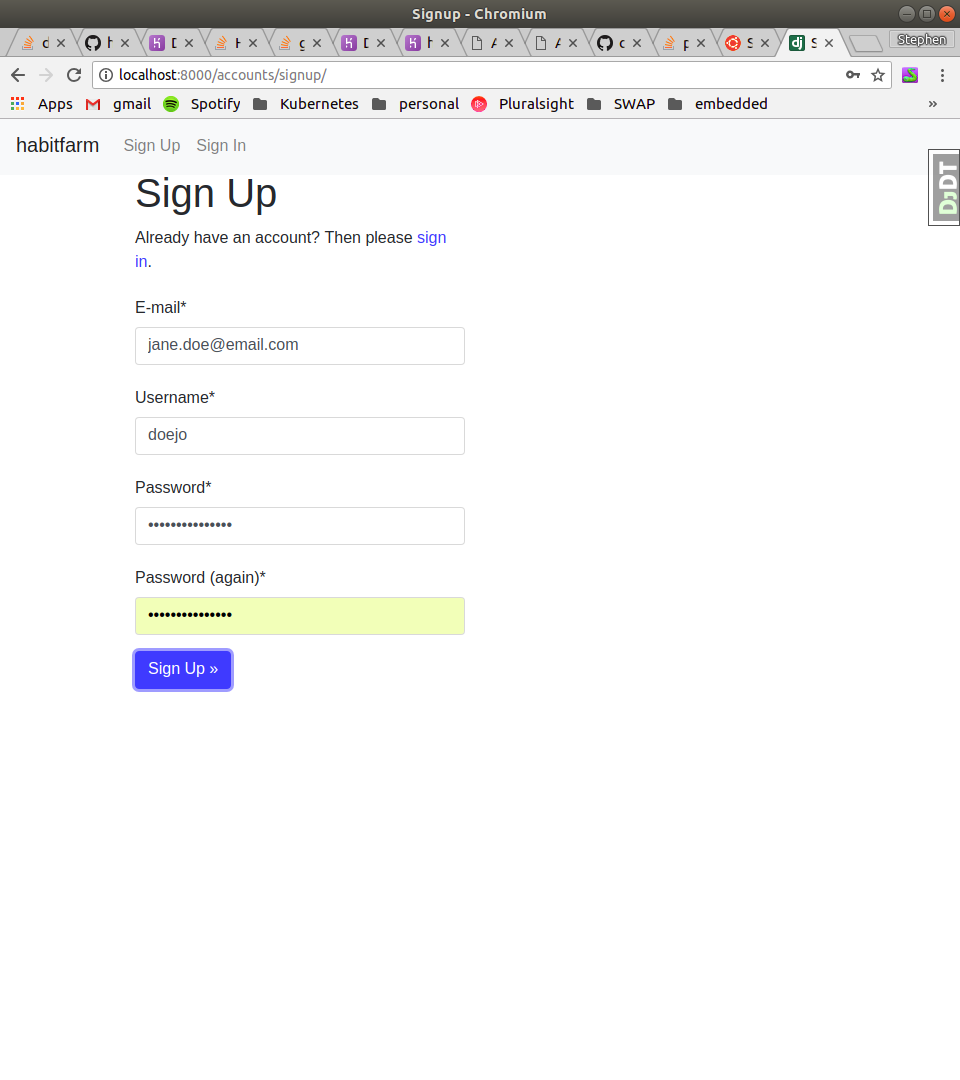 Signup - Chromium
Stephen
localhost:8000/accounts/signup/
Apps gmail Spotify Kubernetes personal Pluralsight SWAP embedded »
habitfarm Sign Up Sign In
DJDT
Sign Up
Already have an account? Then please sign
in.
E-mail*
jane.doe@email.com
Username*
doejo
Password*
•••••••••••••••
Password (again)*
•••••••••••••••
Sign Up »